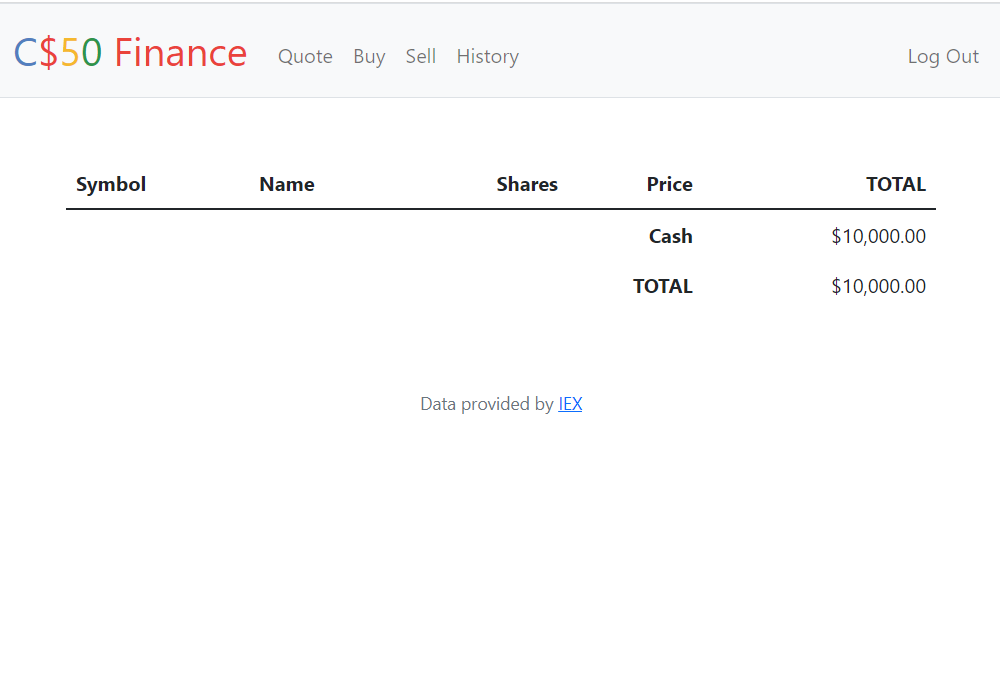 C$50 Finance Quote Buy Sell History Log Out
Symbol Name Shares Price TOTAL
Cash $10,000.00
TOTAL $10,000.00
Data provided by IEX